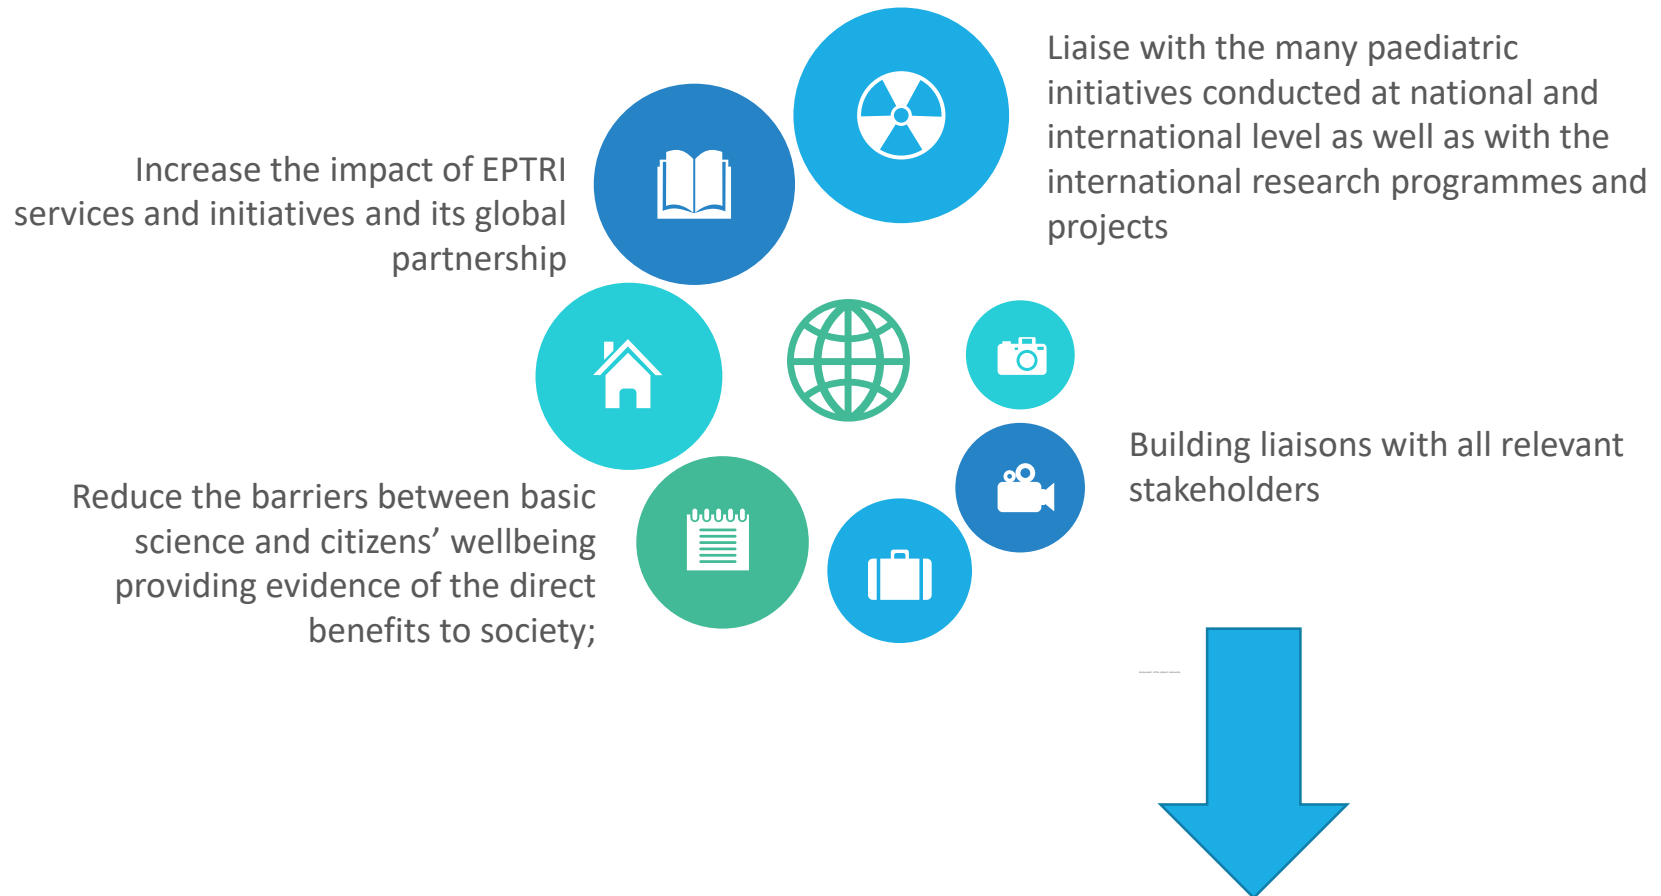 Liaise with the many paediatric
initiatives conducted at national and
international level as well as with the
international research programmes and
projects
Increase the impact of EPTRI
services and initiatives and its global
partnership
Building liaisons with all relevant
stakeholders
Reduce the barriers between basic
science and citizens’ wellbeing
providing evidence of the direct
benefits to society;